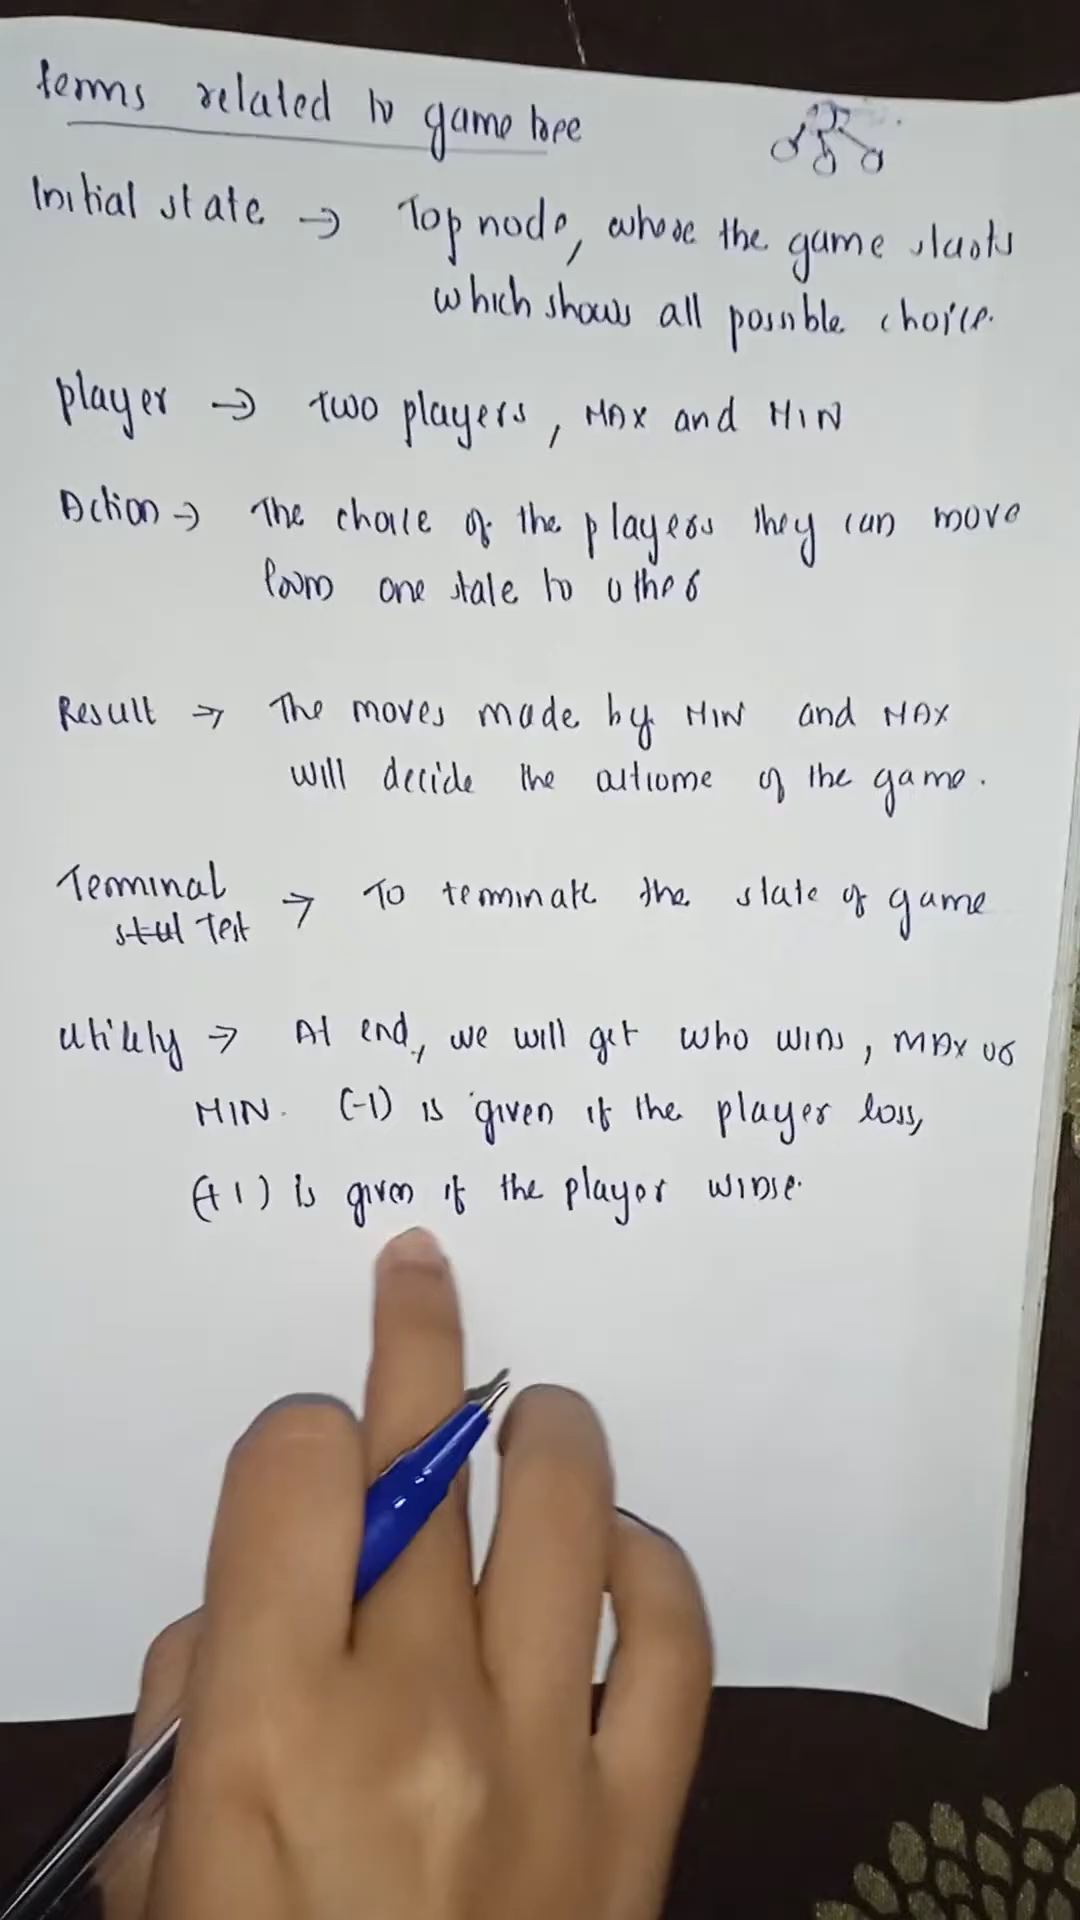 terms related to game tree
Initial state → Top node, where the game starts
which shows all possible choice.
player → two players, MAX and MIN
Action → The choice of the players they can move
from one state to other
Result → The moves made by MIN and MAX
will decide the outcome of the game.
Terminal → To terminate the state of game
Test
Utility → At end, we will get who wins, MAX or
MIN. (-1) is given if the player loss,
(+1) is given if the player winse.